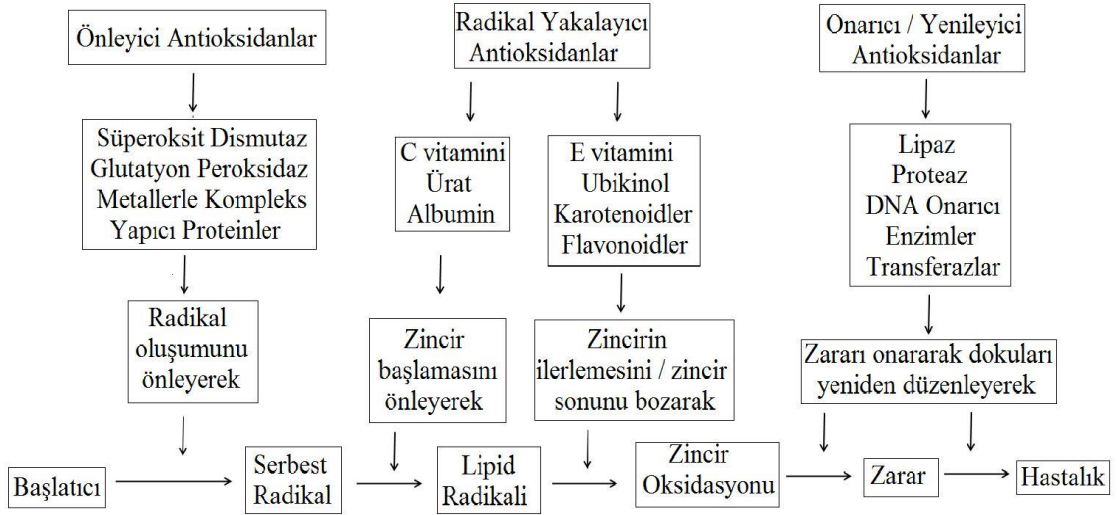 Önleyici Antioksidanlar
Radikal Yakalayıcı
Antioksidanlar
Onarıcı / Yenileyici
Antioksidanlar
Süperoksit Dismutaz
Glutatyon Peroksidaz
Metallerle Kompleks
Yapıcı Proteinler
C vitamini
Ürat
Albumin
E vitamini
Ubikinol
Karotenoidler
Flavonoidler
Lipaz
Proteaz
DNA Onarıcı
Enzimler
Transferazlar
Radikal
oluşumunu
önleyerek
Zincir
başlamasını
önleyerek
Zincirin
ilerlemesini / zincir
sonunu bozarak
Zararı onararak dokuları
yeniden düzenleyerek
Başlatıcı
Serbest
Radikal
Lipid
Radikali
Zincir
Oksidasyonu
Zarar
Hastalık